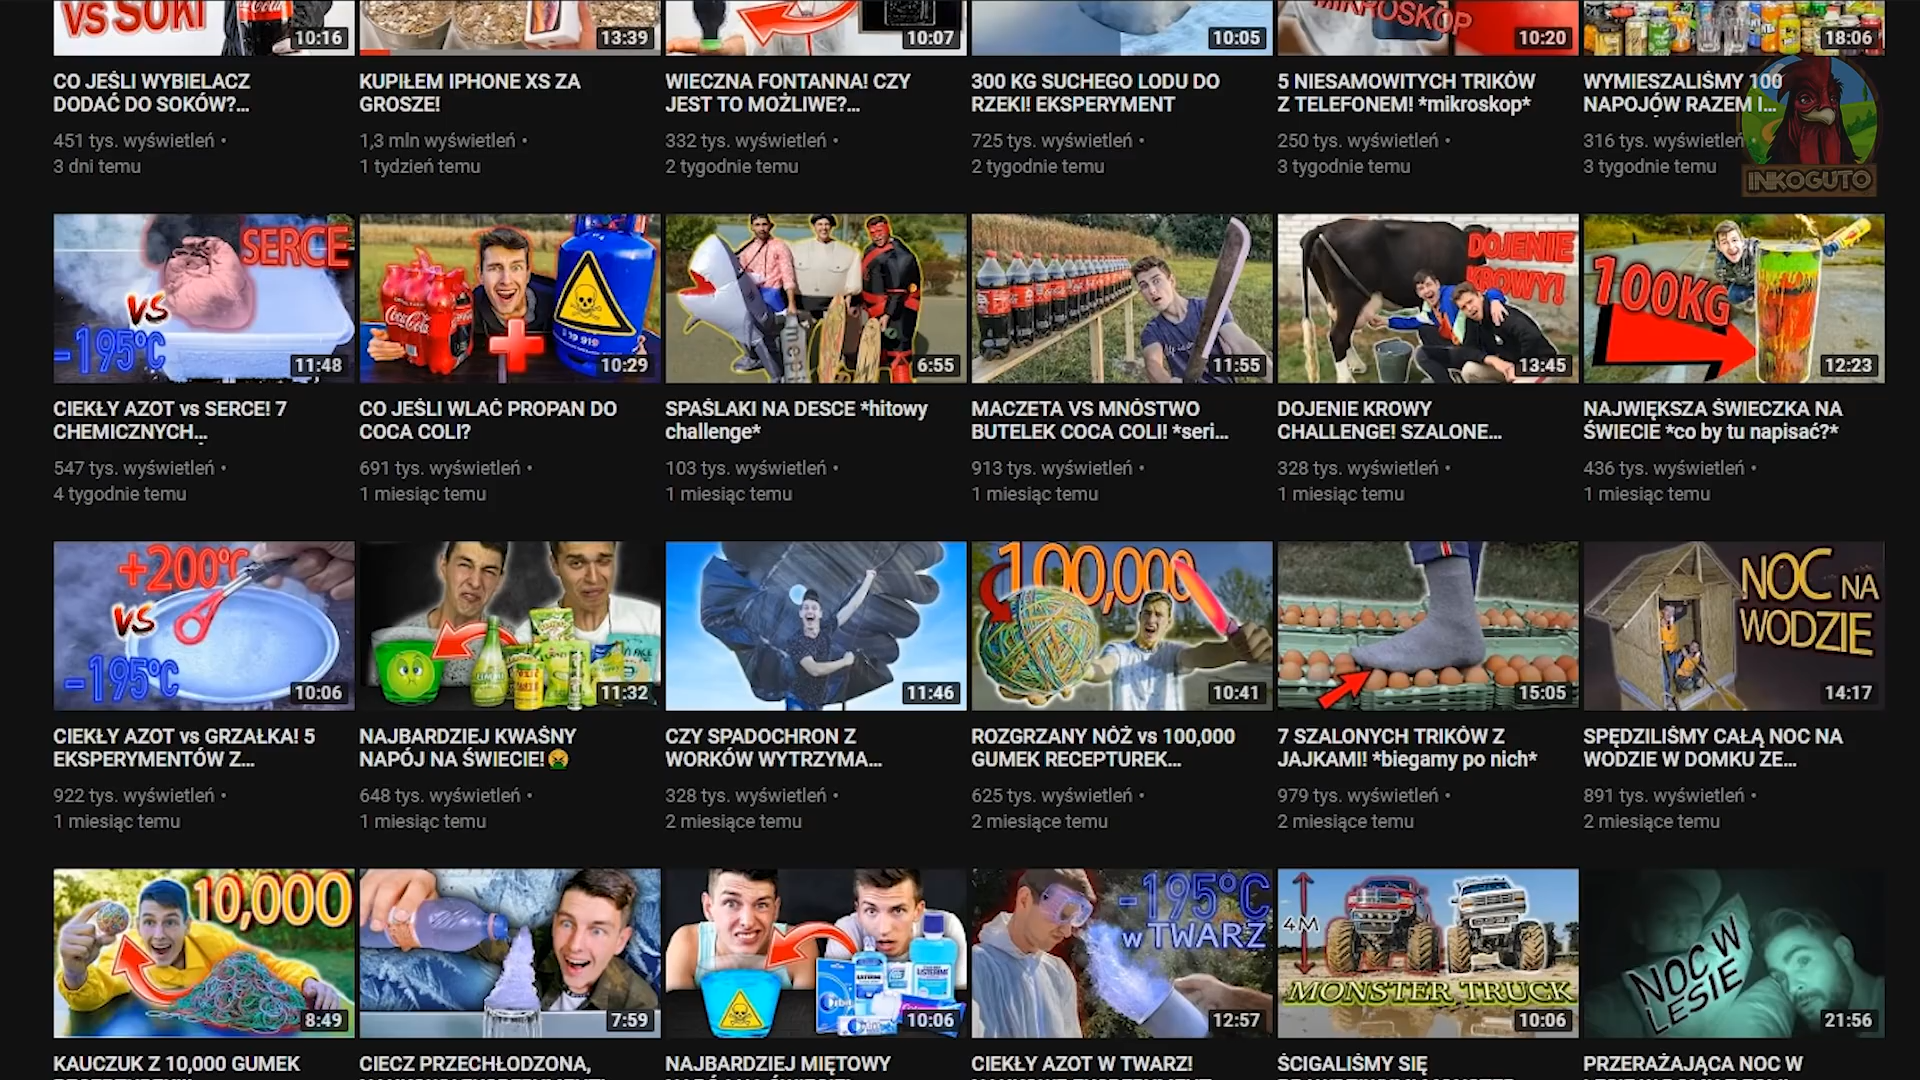 VS SOKI
10:16
13:39
10:07
10:05
MIKROSKOP
10:20
18:06
CO JEŚLI WYBIELACZ
DODAĆ DO SOKÓW?...
451 tys. wyświetleń •
3 dni temu
KUPIŁEM IPHONE XS ZA
GROSZE!
1,3 mln wyświetleń •
1 tydzień temu
WIECZNA FONTANNA! CZY
JEST TO MOŻLIWE?...
332 tys. wyświetleń •
2 tygodnie temu
300 KG SUCHEGO LODU DO
RZEKI! EKSPERYMENT
725 tys. wyświetleń •
2 tygodnie temu
5 NIESAMOWITYCH TRIKÓW
Z TELEFONEM! *mikroskop*
250 tys. wyświetleń •
3 tygodnie temu
WYMIESZALIŚMY 100
NAPOJÓW RAZEM I...
316 tys. wyświetleń •
3 tygodnie temu
INKOGUTO
SERCE
VS
-195°C
11:48
Coca-Cola
10:29
6:55
11:55
DOJENIE
KROWY!
13:45
100KG
12:23
CIEKŁY AZOT vs SERCE! 7
CHEMICZNYCH...
547 tys. wyświetleń •
4 tygodnie temu
CO JEŚLI WLAĆ PROPAN DO
COCA COLI?
691 tys. wyświetleń •
1 miesiąc temu
SPAŚLAKI NA DESCE *hitowy
challenge*
103 tys. wyświetleń •
1 miesiąc temu
MACZETA VS MNÓSTWO
BUTELEK COCA COLI! *seri...
913 tys. wyświetleń •
1 miesiąc temu
DOJENIE KROWY
CHALLENGE! SZALONE...
328 tys. wyświetleń •
1 miesiąc temu
NAJWIĘKSZA ŚWIECZKA NA
ŚWIECIE *co by tu napisać?*
436 tys. wyświetleń •
1 miesiąc temu
+200°C
VS
-195°C
10:06
11:32
11:46
100,000
10:41
15:05
NOC NA
WODZIE
14:17
CIEKŁY AZOT vs GRZAŁKA! 5
EKSPERYMENTÓW Z...
922 tys. wyświetleń •
1 miesiąc temu
NAJBARDZIEJ KWAŚNY
NAPÓJ NA ŚWIECIE!🤮
648 tys. wyświetleń •
1 miesiąc temu
CZY SPADOCHRON Z
WORKÓW WYTRZYMA...
328 tys. wyświetleń •
2 miesiące temu
ROZGRZANY NÓŻ vs 100,000
GUMEK RECEPTUREK...
625 tys. wyświetleń •
2 miesiące temu
7 SZALONYCH TRIKÓW Z
JAJKAMI! *biegamy po nich*
979 tys. wyświetleń •
2 miesiące temu
SPĘDZILIŚMY CAŁĄ NOC NA
WODZIE W DOMKU ZE...
891 tys. wyświetleń •
2 miesiące temu
10,000
8:49
7:59
Orbit
LISTERINE
10:06
-195°C
W TWARZ
12:57
4M
MONSTER TRUCK
10:06
NOC W
LESIE
21:56
KAUCZUK Z 10,000 GUMEK
CIECZ PRZECHŁODZONA,
NAJBARDZIEJ MIĘTOWY
CIEKŁY AZOT W TWARZ!
ŚCIGALIŚMY SIĘ
PRZERAŻAJĄCA NOC W